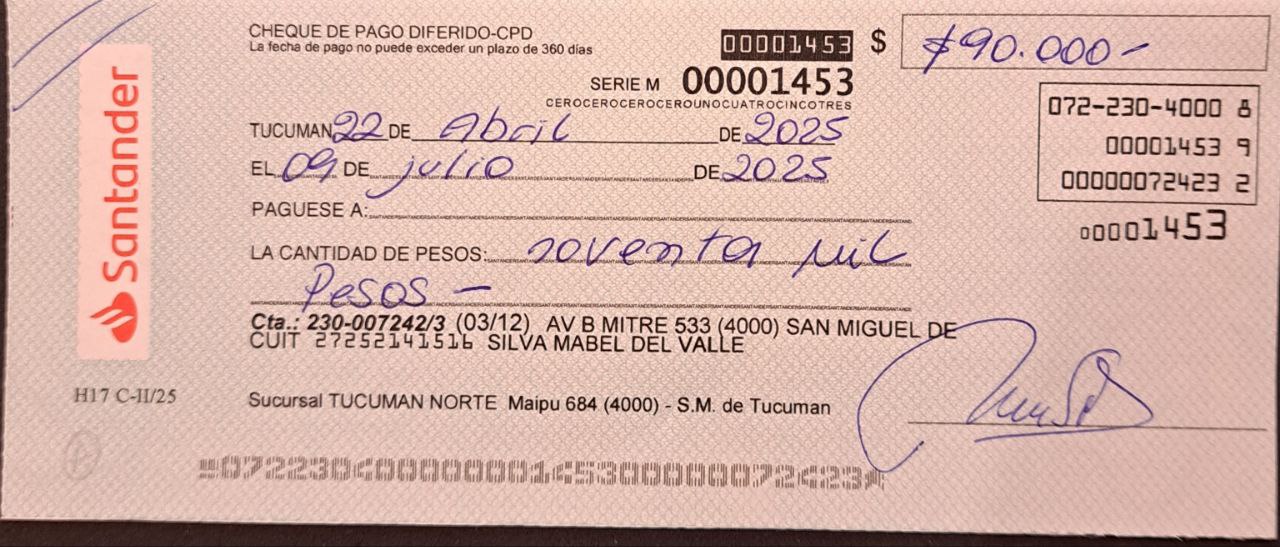 Santander
CHEQUE DE PAGO DIFERIDO-CPD
La fecha de pago no puede exceder un plazo de 360 días
00001453 $ $90.000-
SERIE M 00001453
CEROCEROCEROCEROUNOCUATROCINCOTRES
072-230-4000 8
00001453 9
00000072423 2
00001453
TUCUMAN 22 DE Abril DE 2025
EL 09 DE julio DE 2025
PAGUESE A:
LA CANTIDAD DE PESOS: noventa mil
Pesos -
Cta.: 230-007242/3 (03/12) AV B MITRE 533 (4000) SAN MIGUEL DE
CUIT 27252141516 SILVA MABEL DEL VALLE
H17 C-II/25
Sucursal TUCUMAN NORTE Maipu 684 (4000) - S.M. de Tucuman